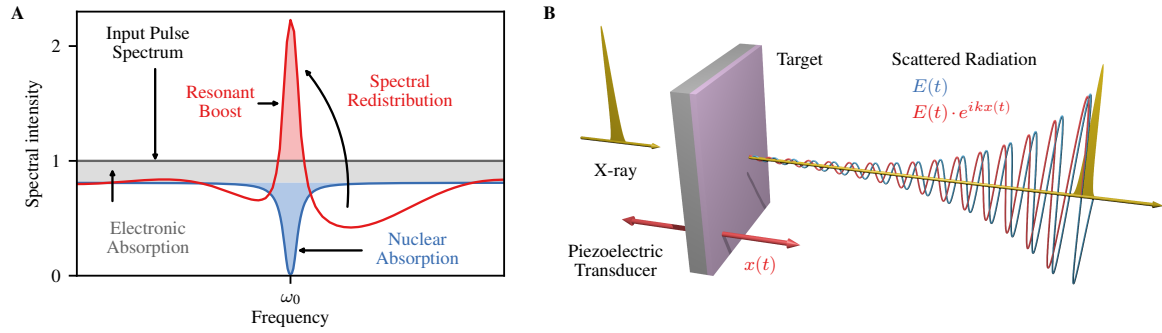 A
2
1
0
Spectral intensity
Input Pulse
Spectrum
Resonant
Boost
Spectral
Redistribution
Electronic
Absorption
Nuclear
Absorption
ω₀
Frequency
B
Target
Scattered Radiation
E(t)
E(t) · e^{ikx(t)}
X-ray
Piezoelectric
Transducer
x(t)